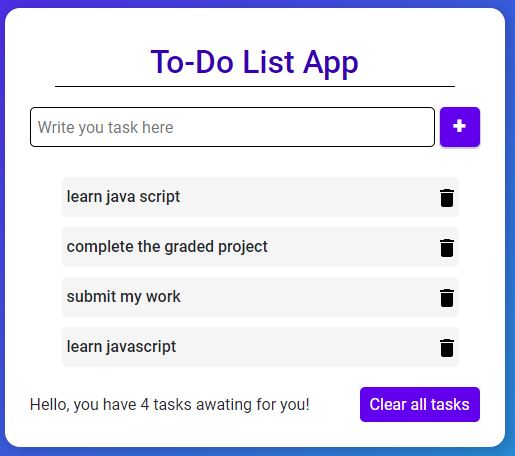 To-Do List App
Write you task here
+
learn java script
complete the graded project
submit my work
learn javascript
Hello, you have 4 tasks awating for you!
Clear all tasks